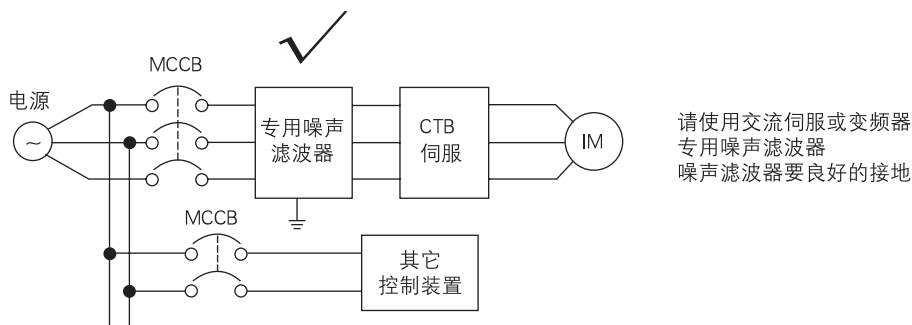 MCCB
电源
~
专用噪声
滤波器
CTB
伺服
IM
请使用交流伺服或变频器
专用噪声滤波器
噪声滤波器要良好的接地
MCCB
其它
控制装置